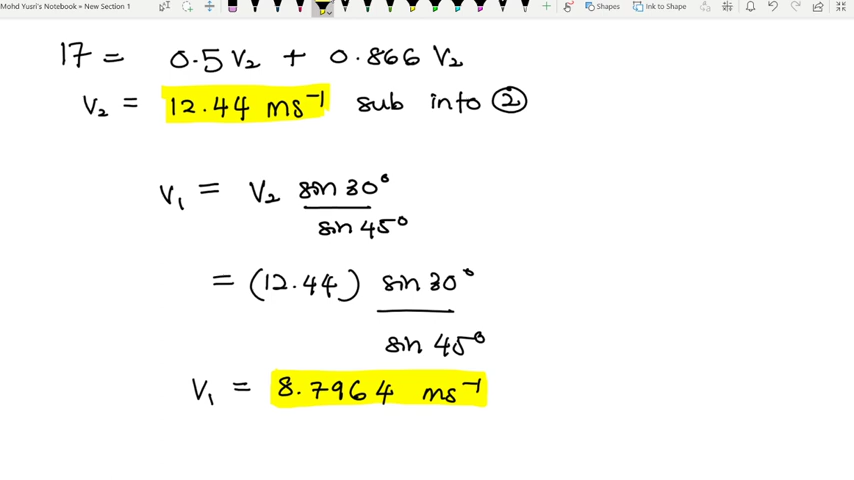 Mohd Yusri's Notebook » New Section 1
Shapes Ink to Shape
17 = 0.5 V₂ + 0.866 V₂
V₂ = 12.44 ms⁻¹ sub into ②
V₁ = V₂ sin 30°
sin 45°
= (12.44) sin 30°
sin 45°
V₁ = 8.7964 ms⁻¹